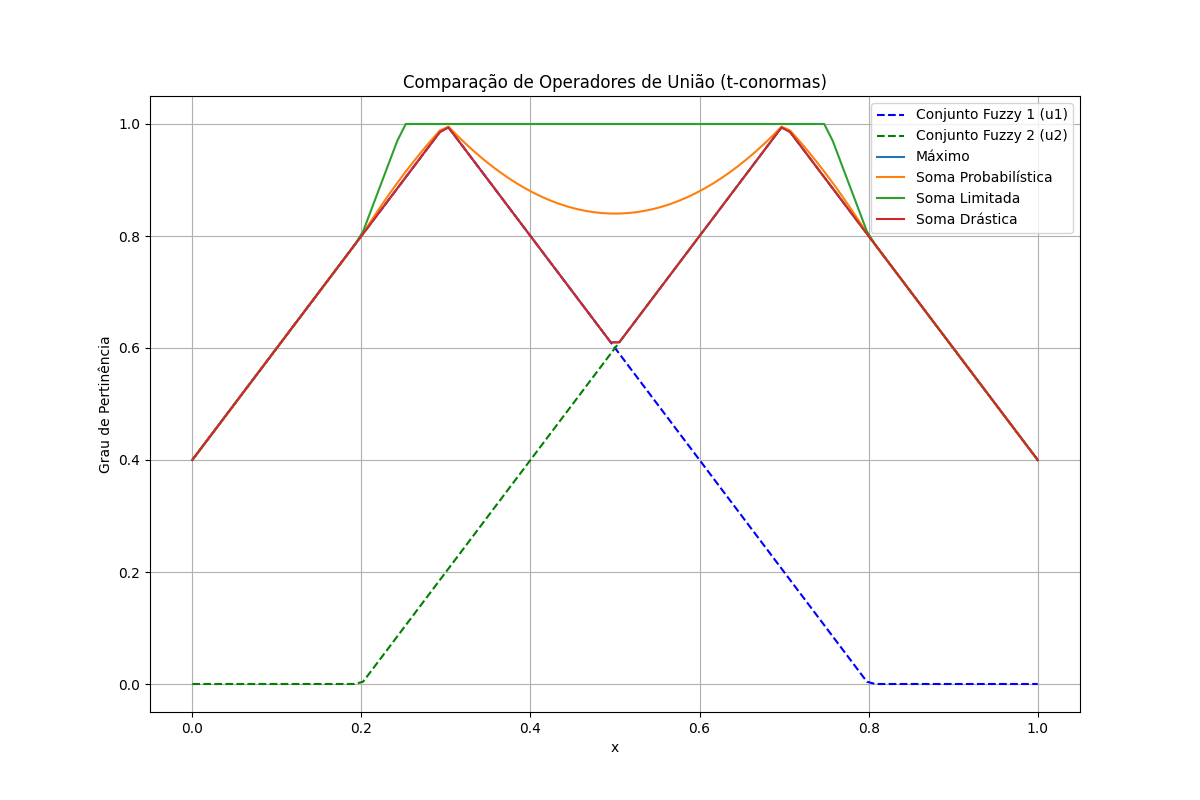 Comparação de Operadores de União (t-conormas)
Conjunto Fuzzy 1 (u1)
Conjunto Fuzzy 2 (u2)
Máximo
Soma Probabilística
Soma Limitada
Soma Drástica
Grau de Pertinência
1.0
0.8
0.6
0.4
0.2
0.0
0.0 0.2 0.4 0.6 0.8 1.0
x